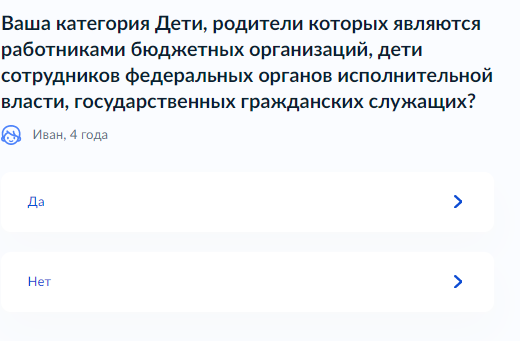 Ваша категория Дети, родители которых являются
работниками бюджетных организаций, дети
сотрудников федеральных органов исполнительной
власти, государственных гражданских служащих?
Иван, 4 года
Да
Нет